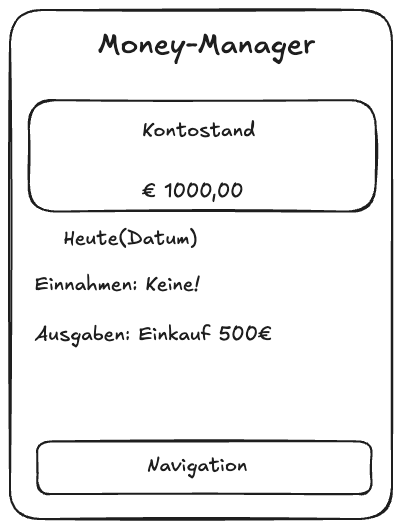 Money-Manager
Kontostand
€ 1000,00
Heute(Datum)
Einnahmen: Keine!
Ausgaben: Einkauf 500€
Navigation